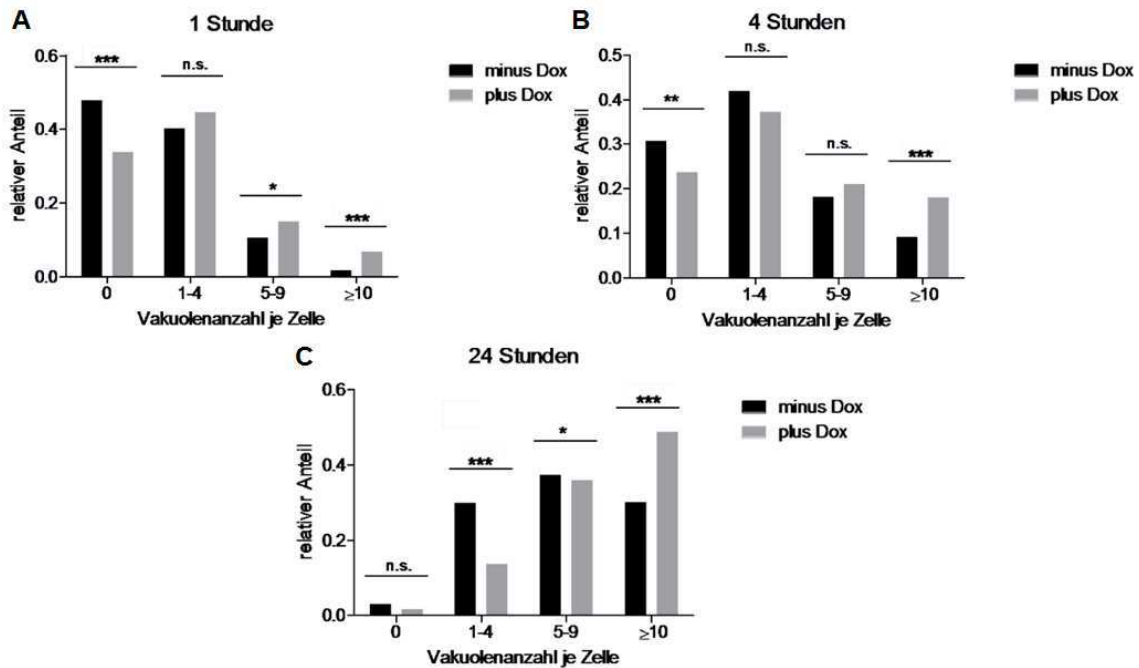 A
1 Stunde
relativer Anteil
0.6
0.4
0.2
0.0
***
n.s.
*
***
0
1-4
5-9
≥10
Vakuolenanzahl je Zelle
minus Dox
plus Dox
B
4 Stunden
relativer Anteil
0.5
0.4
0.3
0.2
0.1
0.0
**
n.s.
n.s.
***
0
1-4
5-9
≥10
Vakuolenanzahl je Zelle
minus Dox
plus Dox
C
24 Stunden
relativer Anteil
0.6
0.4
0.2
0.0
n.s.
***
*
***
0
1-4
5-9
≥10
Vakuolenanzahl je Zelle
minus Dox
plus Dox